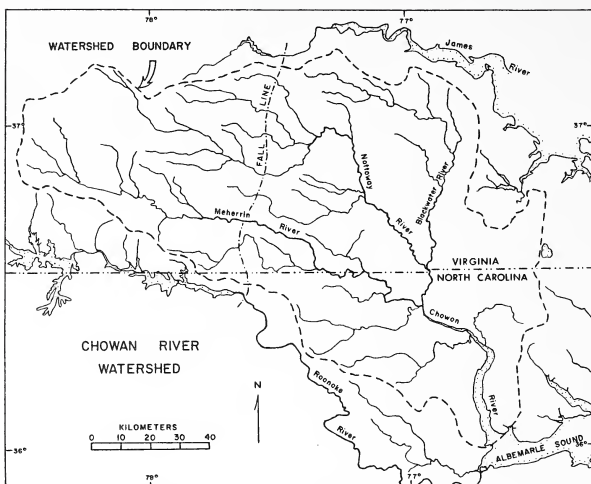 78°
77°
WATERSHED BOUNDARY
James
River
FALL LINE
37°
37°
Nottoway
River
Blackwater River
Meherrin
River
VIRGINIA
NORTH CAROLINA
Chowan
River
CHOWAN RIVER
WATERSHED
N
Roanoke
River
KILOMETERS
0 10 20 30 40
ALBEMARLE SOUND
36°
36°
78°
77°